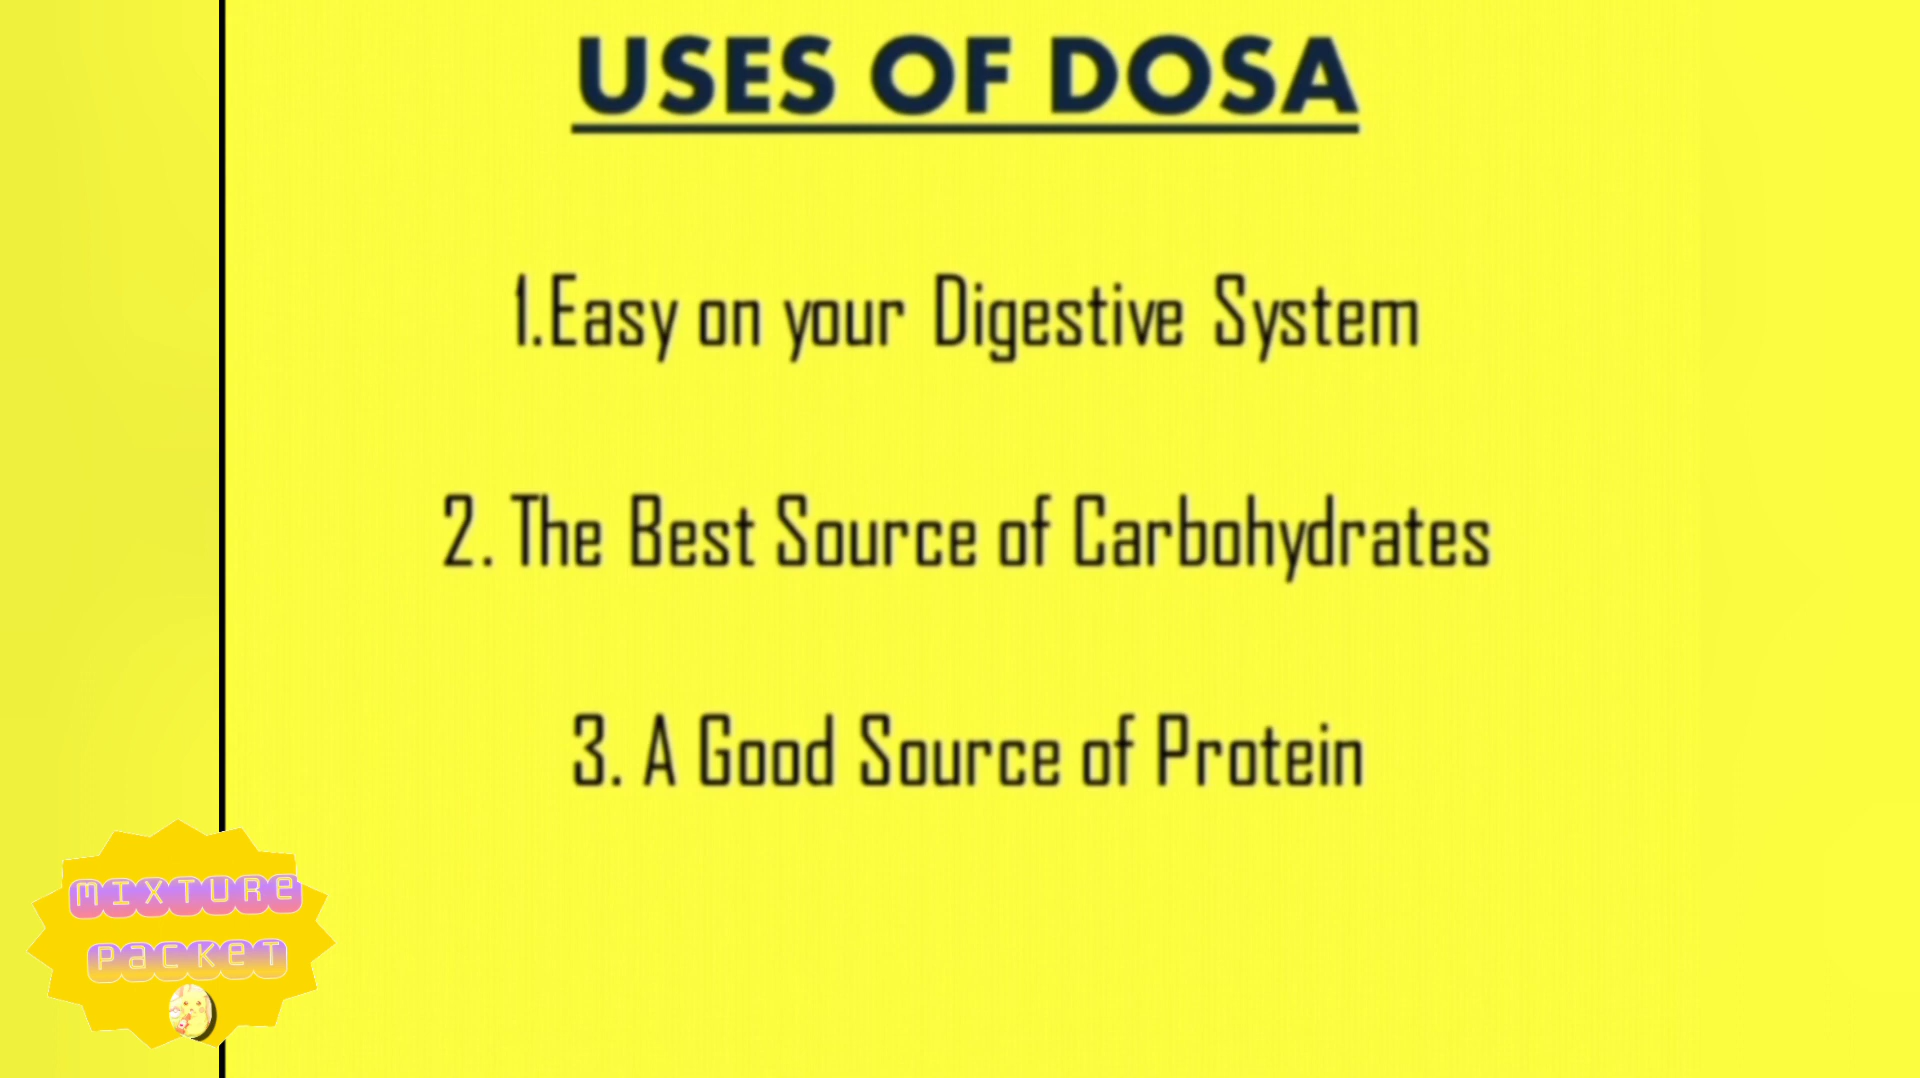 USES OF DOSA
1.Easy on your Digestive System
2. The Best Source of Carbohydrates
3. A Good Source of Protein
MIXTURe
PacKeT